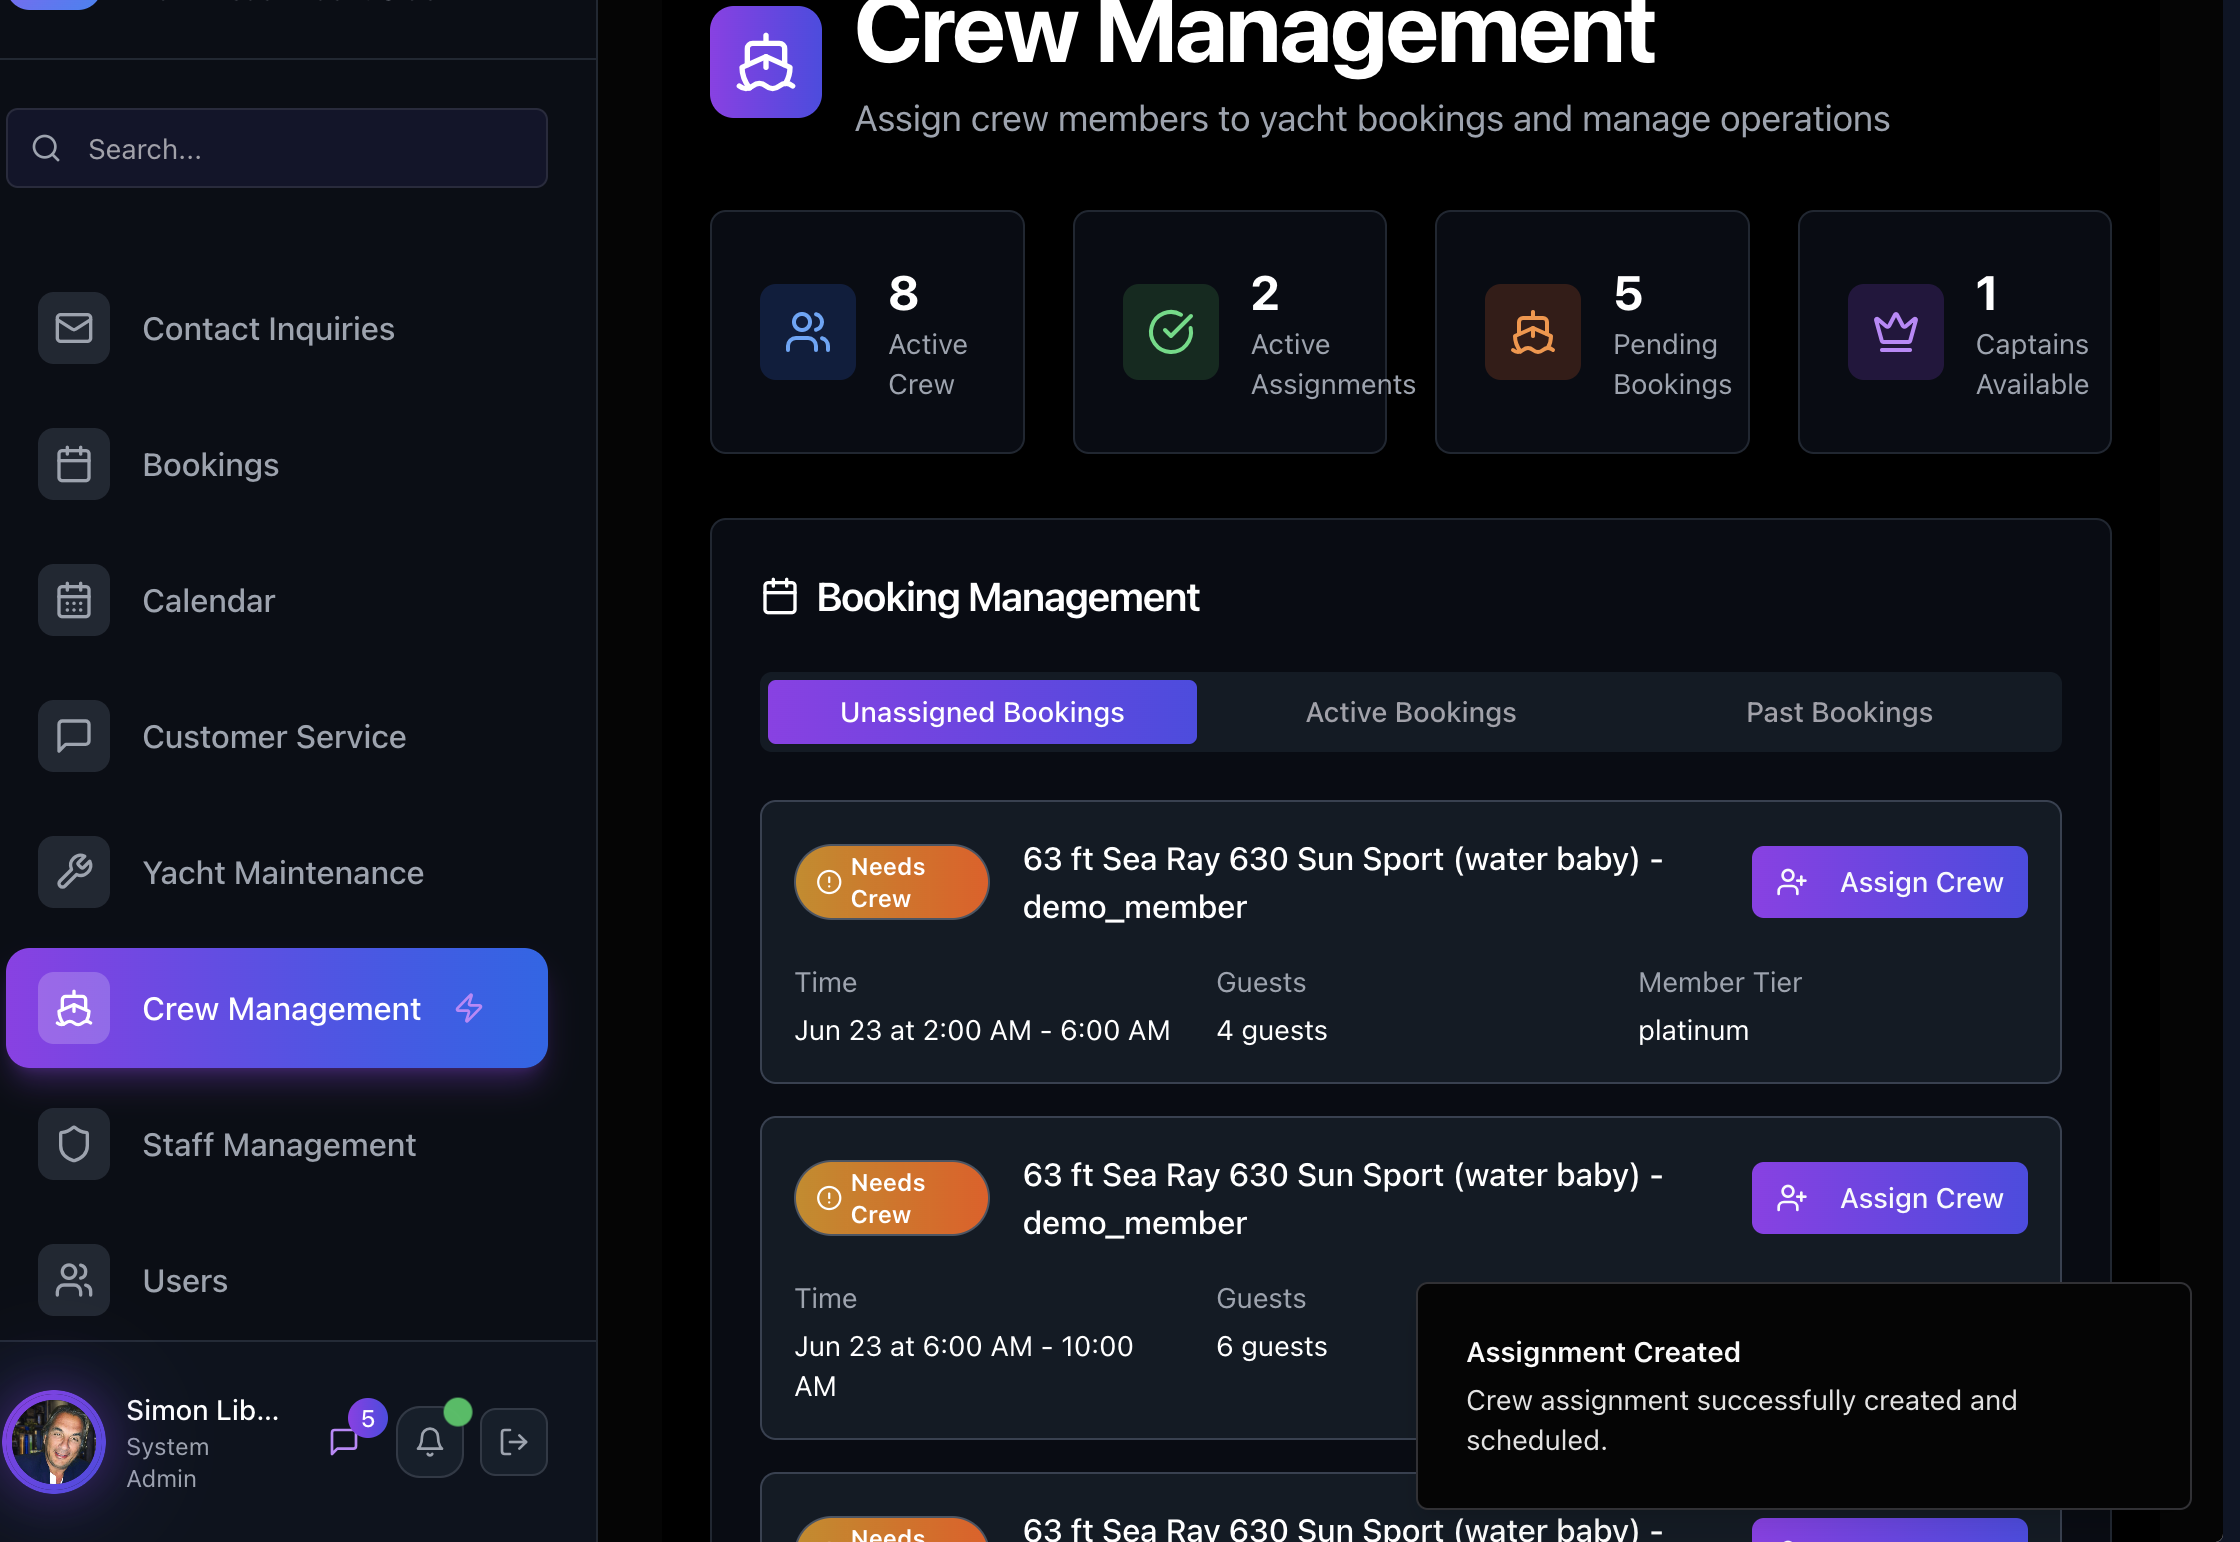 Search...
Contact Inquiries
Bookings
Calendar
Customer Service
Yacht Maintenance
Crew Management
Staff Management
Users
Simon Lib...
System
Admin
5
Crew Management
Assign crew members to yacht bookings and manage operations
8
Active
Crew
2
Active
Assignments
5
Pending
Bookings
1
Captains
Available
Booking Management
Unassigned Bookings
Active Bookings
Past Bookings
Needs
Crew
63 ft Sea Ray 630 Sun Sport (water baby) -
demo_member
Assign Crew
Time
Guests
Member Tier
Jun 23 at 2:00 AM - 6:00 AM
4 guests
platinum
Needs
Crew
63 ft Sea Ray 630 Sun Sport (water baby) -
demo_member
Assign Crew
Time
Guests
Jun 23 at 6:00 AM - 10:00
AM
6 guests
Assignment Created
Crew assignment successfully created and
scheduled.
Needs
63 ft Sea Ray 630 Sun Sport (water baby) -